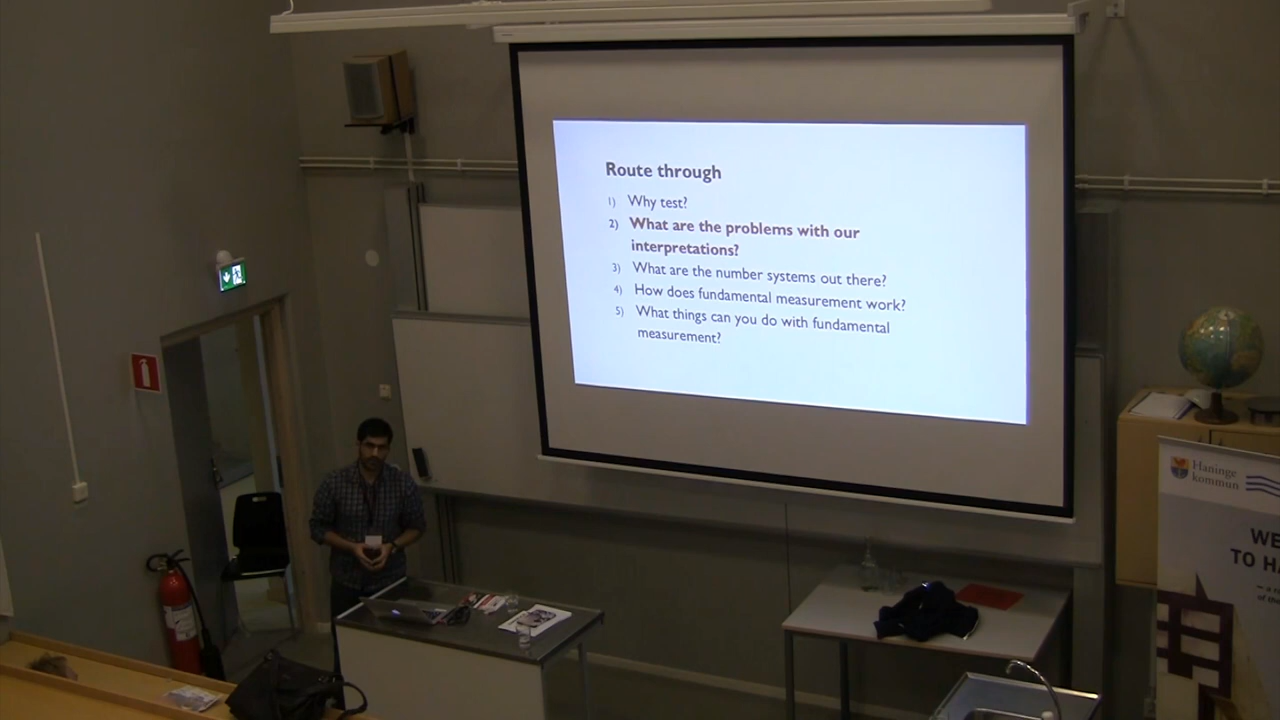 Route through
1) Why test?
2) What are the problems with our
interpretations?
3) What are the number systems out there?
4) How does fundamental measurement work?
5) What things can you do with fundamental
measurement?
Haninge
kommun
WE
TO HA